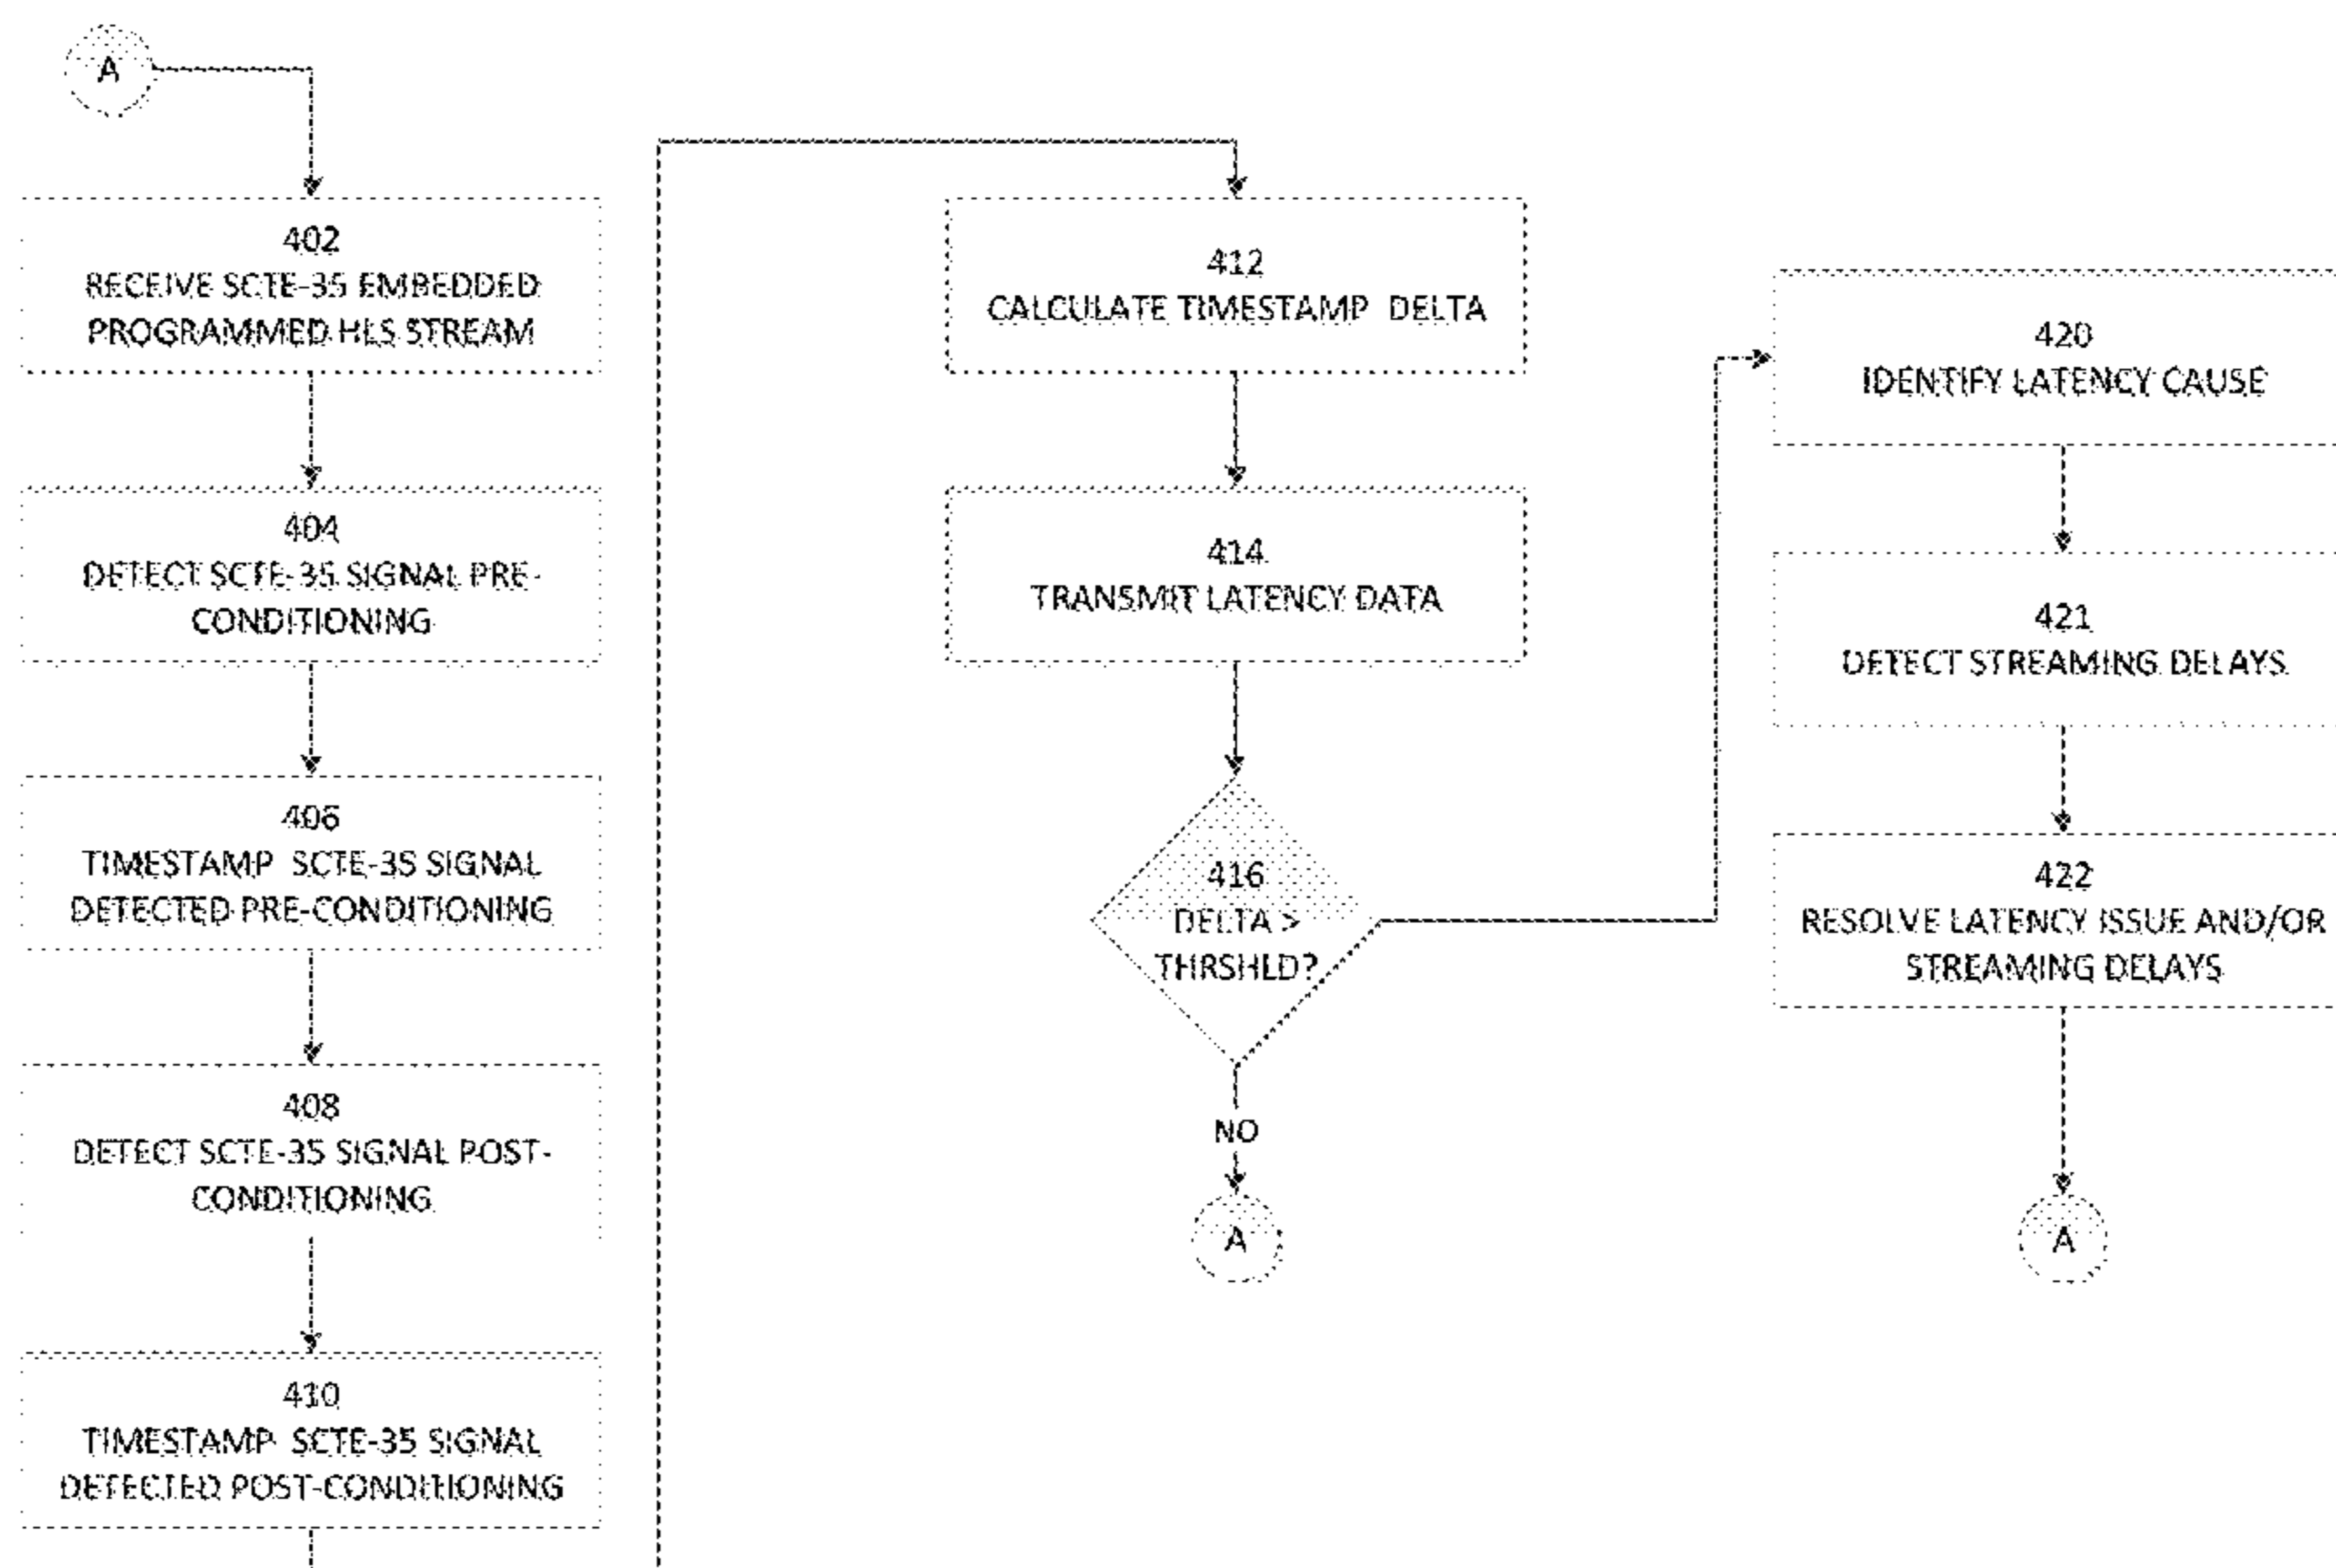 A
402
RECEIVE SCTE-35 EMBEDDED
PROGRAMMED HLS STREAM
404
DETECT SCTE-35 SIGNAL PRE-
CONDITIONING
406
TIMESTAMP SCTE-35 SIGNAL
DETECTED PRE-CONDITIONING
408
DETECT SCTE-35 SIGNAL POST-
CONDITIONING
410
TIMESTAMP SCTE-35 SIGNAL
DETECTED POST-CONDITIONING
412
CALCULATE TIMESTAMP DELTA
414
TRANSMIT LATENCY DATA
416
DELTA >
THRSHLD?
NO
A
420
IDENTIFY LATENCY CAUSE
421
DETECT STREAMING DELAYS
422
RESOLVE LATENCY ISSUE AND/OR
STREAMING DELAYS
A